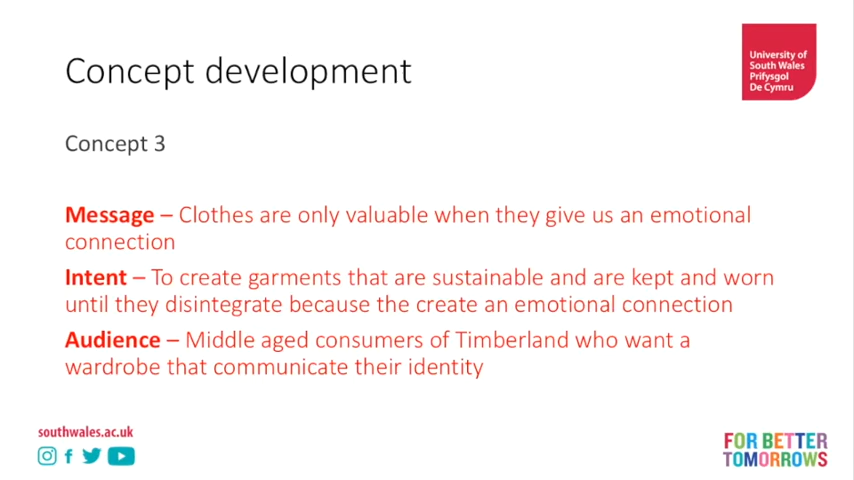 Concept development
University of
South Wales
Prifysgol
De Cymru
Concept 3
Message – Clothes are only valuable when they give us an emotional
connection
Intent – To create garments that are sustainable and are kept and worn
until they disintegrate because the create an emotional connection
Audience – Middle aged consumers of Timberland who want a
wardrobe that communicate their identity
southwales.ac.uk
FOR BETTER
TOMORROWS